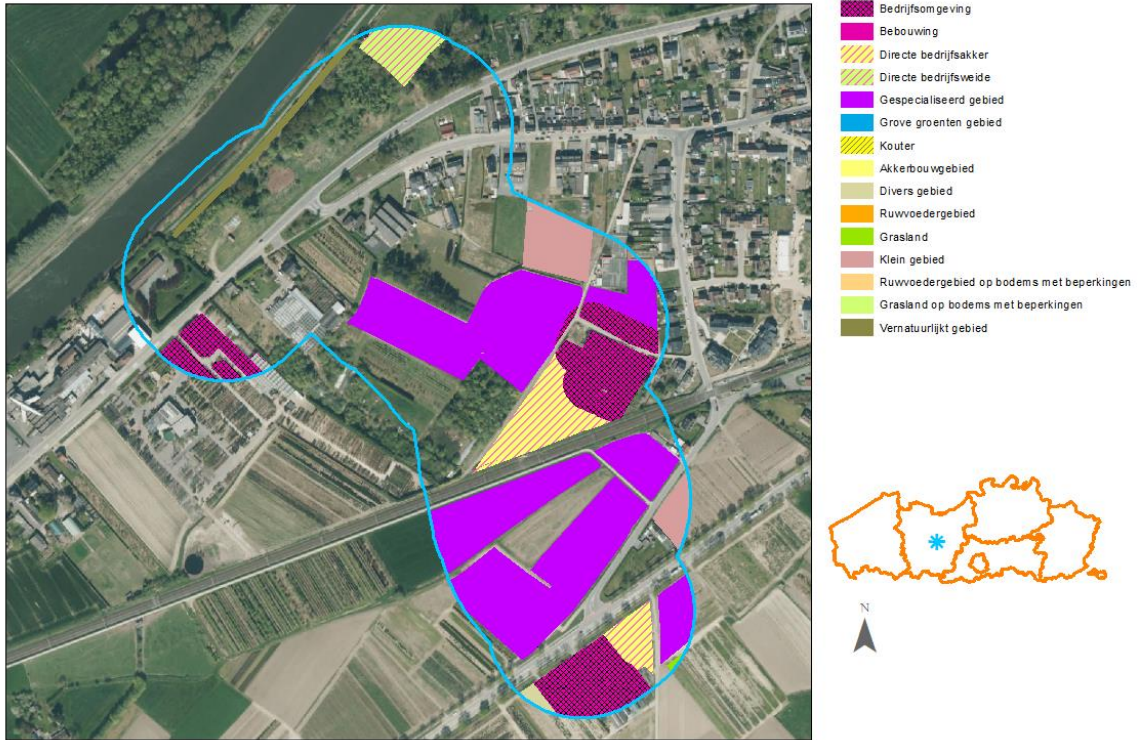 Bedrijfsomgeving
Bebouwing
Directe bedrijfsakker
Directe bedrijfsweide
Gespecialiseerd gebied
Grove groenten gebied
Kouter
Akkerbouwgebied
Divers gebied
Ruwvoedergebied
Grasland
Klein gebied
Ruwvoedergebied op bodems met beperkingen
Grasland op bodems met beperkingen
Vernatuurlijkt gebied
N